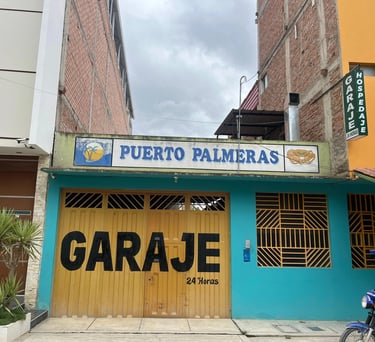 PUERTO PALMERAS
GARAJE
24 Horas
GARAJE
HOSPEDAJE